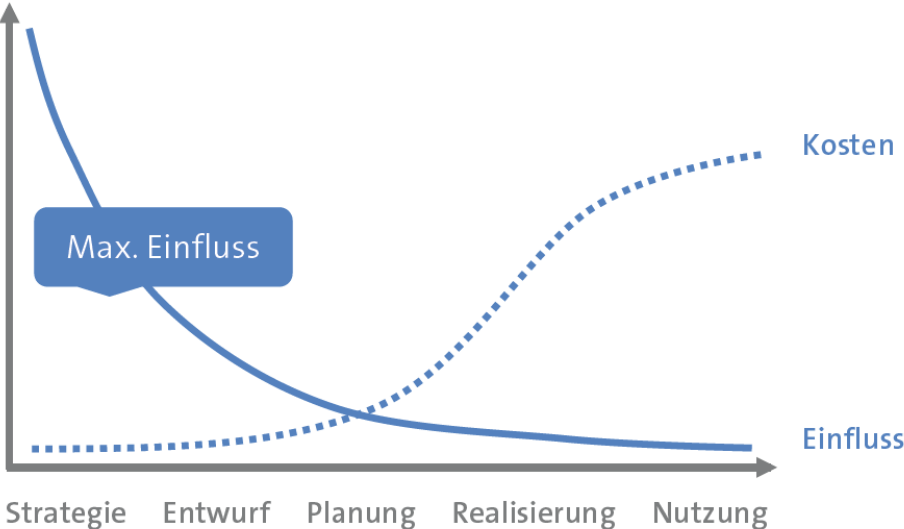 Kosten
Max. Einfluss
Einfluss
Strategie Entwurf Planung Realisierung Nutzung